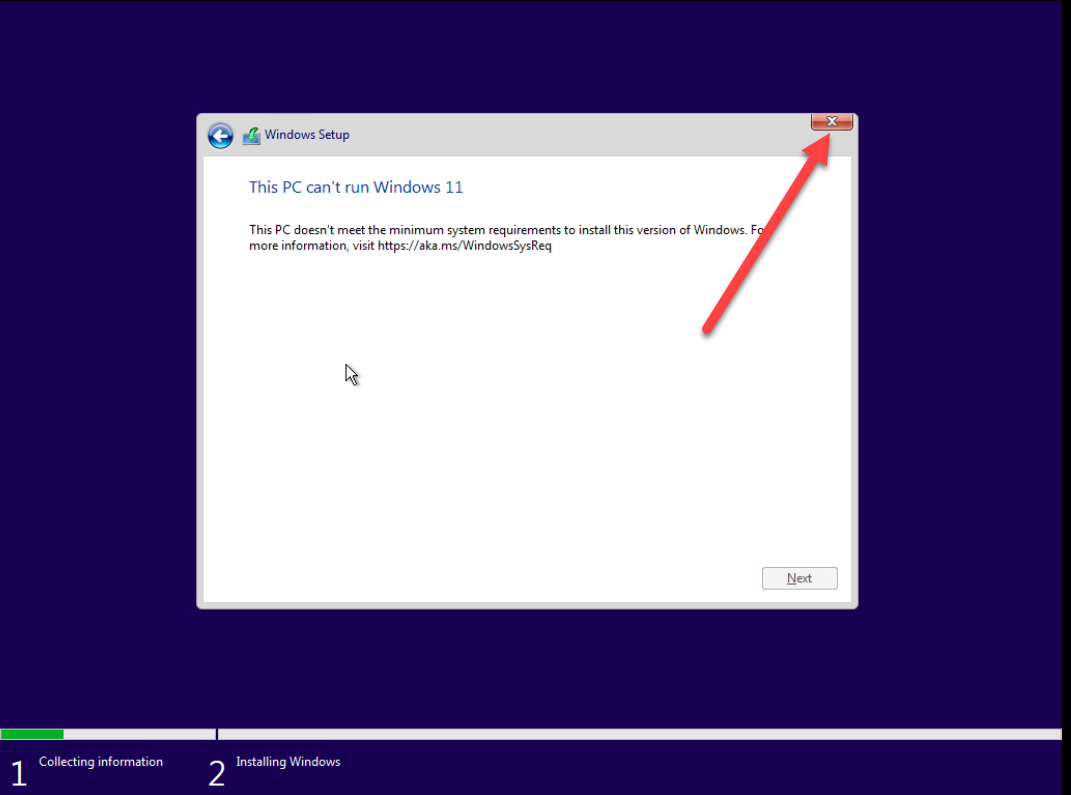 Windows Setup
This PC can't run Windows 11
This PC doesn't meet the minimum system requirements to install this version of Windows. Fo
more information, visit https://aka.ms/WindowsSysReq
Next
1 Collecting information
2 Installing Windows